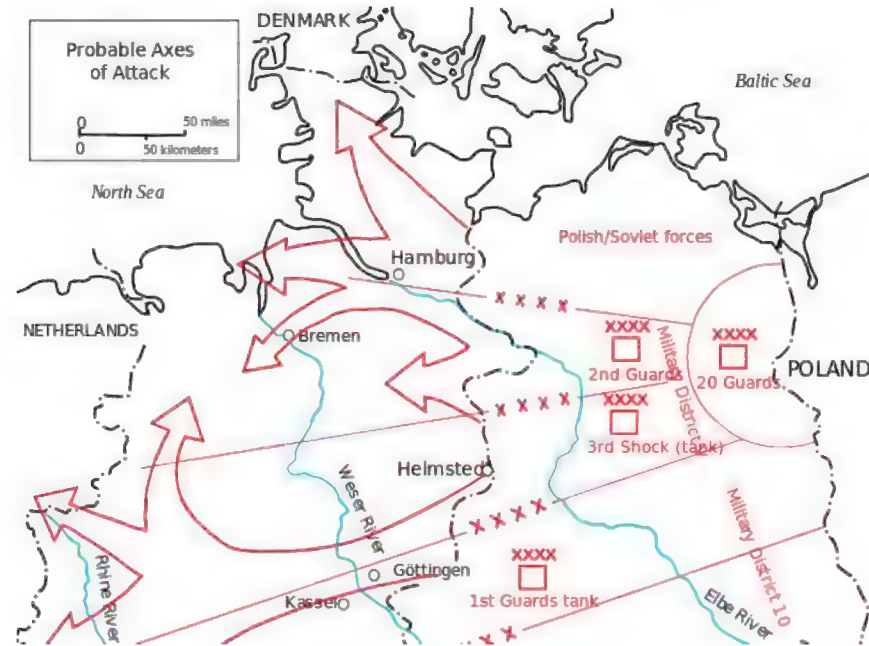 DENMARK
Probable Axes
of Attack
0 50 miles
0 50 kilometers
Baltic Sea
North Sea
Polish/Soviet forces
Hamburg
X X X X
NETHERLANDS
Bremen
XXXX
2nd Guards
XXXX
20 Guards
POLAND
Military District
X X X X
XXXX
3rd Shock (tank)
Helmsted
Weser River
X X X X
Military District 10
Rhine River
Göttingen
XXXX
1st Guards tank
Kassel
Elbe River
X X